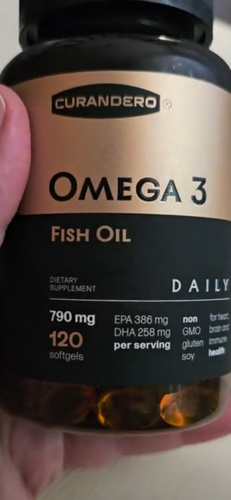 CURANDERO ®
OMEGA 3
FISH OIL
DIETARY
SUPPLEMENT
DAILY
790 mg
120
softgels
EPA 386 mg
DHA 258 mg
per serving
non
GMO
gluten
soy
for heart,
brain and
immune
health